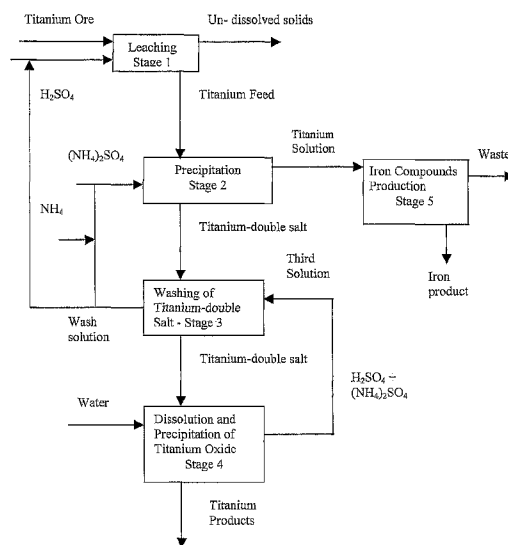 Titanium Ore
Un- dissolved solids
Leaching
Stage 1
H₂SO₄
Titanium Feed
Titanium
Solution
(NH₄)₂SO₄
Waste
Precipitation
Stage 2
Iron Compounds
Production
Stage 5
NH₄
Titanium-double salt
Third
Solution
Iron
product
Washing of
Titanium-double
Salt - Stage 3
Wash
solution
Titanium-double salt
H₂SO₄ +
(NH₄)₂SO₄
Water
Dissolution and
Precipitation of
Titanium Oxide
Stage 4
Titanium
Products